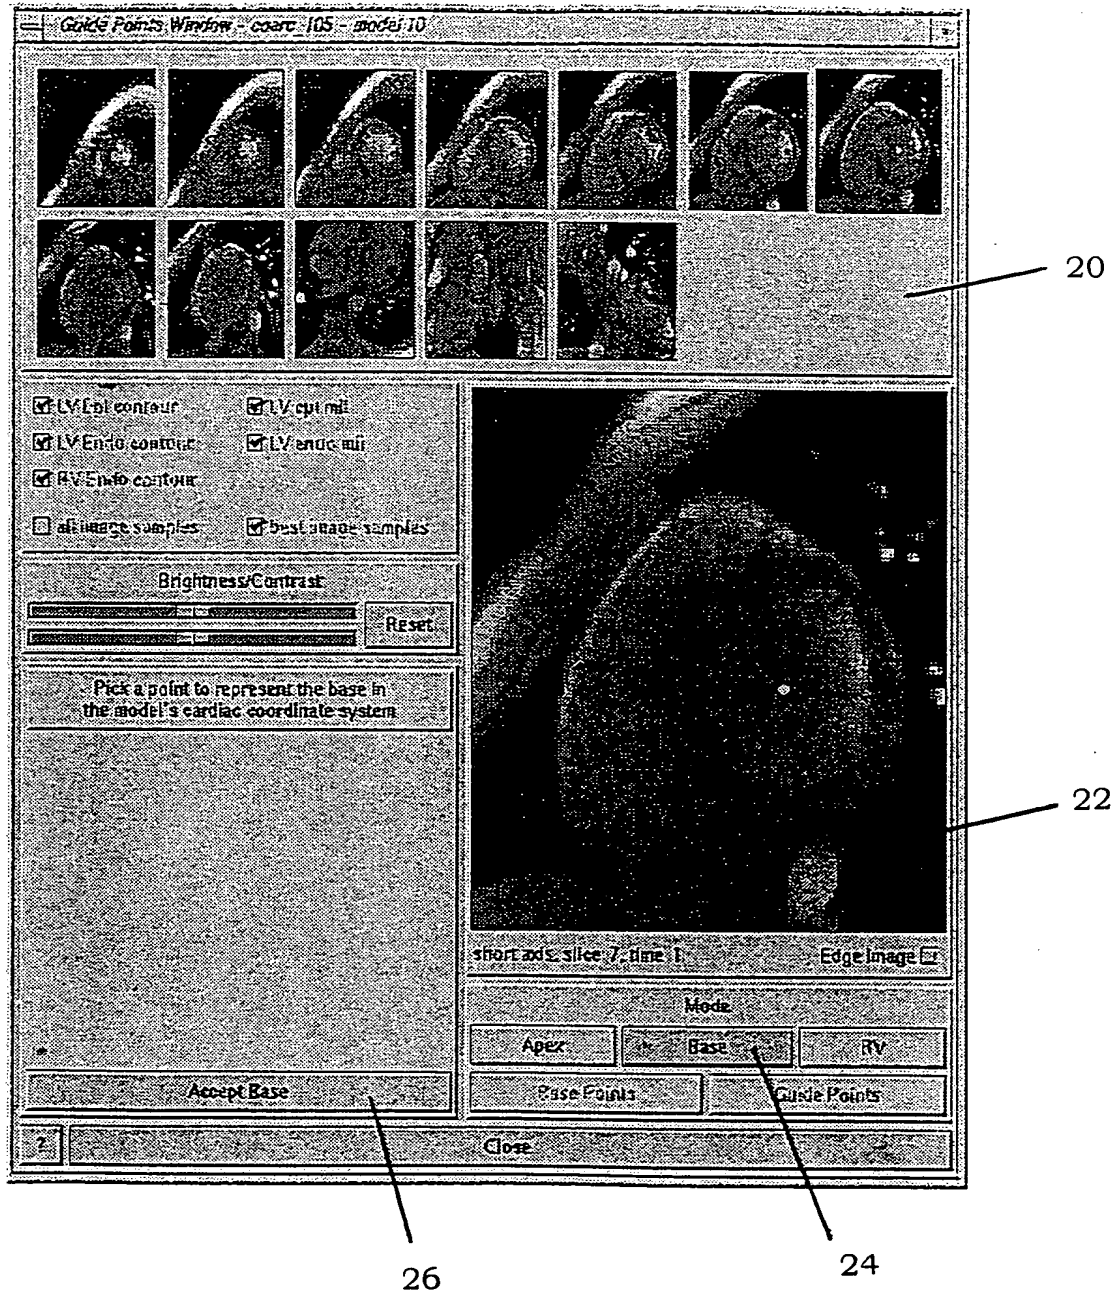 Guide Points Window - coarc_105 - model 10
20
LV Epi contour
LV epi mil
LV Endo contour
LV endo mil
RV Endo contour
all image samples
best image samples
Brightness/Contrast
Reset
Pick a point to represent the base in
the model's cardiac coordinate system
22
short axis, slice 7, time 1
Edge Image
Mode
Apex
Base
RV
Accept Base
Base Points
Guide Points
?
Close
26
24